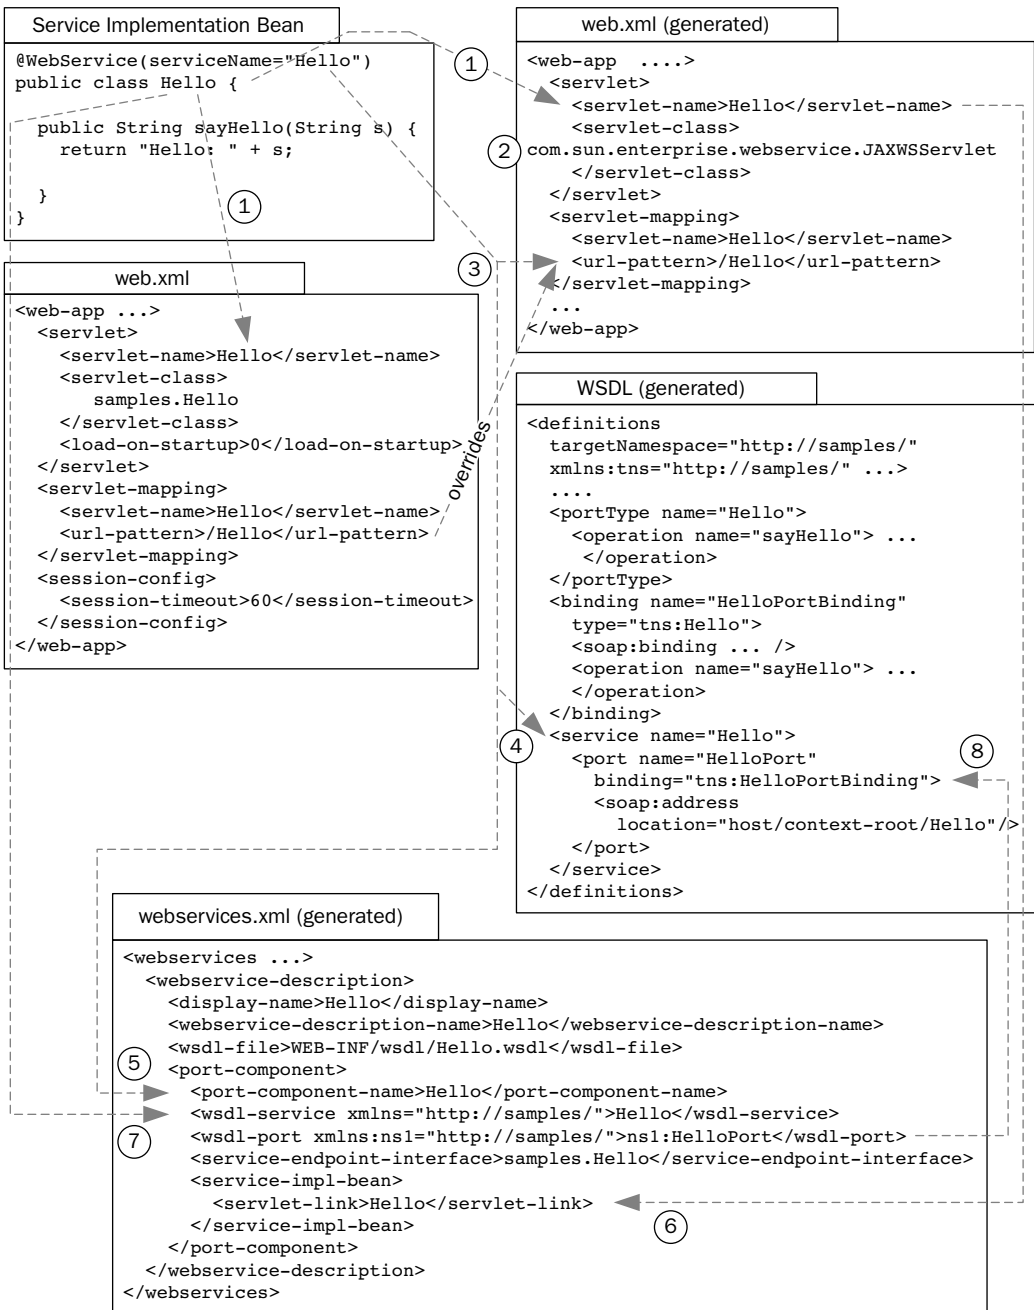 Service Implementation Bean
@WebService(serviceName="Hello")
public class Hello {
public String sayHello(String s) {
return "Hello: " + s;
}
}
1
1
web.xml
<web-app ...>
<servlet>
<servlet-name>Hello</servlet-name>
<servlet-class>
samples.Hello
</servlet-class>
<load-on-startup>0</load-on-startup>
</servlet>
<servlet-mapping>
<servlet-name>Hello</servlet-name>
<url-pattern>/Hello</url-pattern>
</servlet-mapping>
<session-config>
<session-timeout>60</session-timeout>
</session-config>
</web-app>
overrides
web.xml (generated)
<web-app ....>
<servlet>
<servlet-name>Hello</servlet-name>
<servlet-class>
2
com.sun.enterprise.webservice.JAXWSServlet
</servlet-class>
</servlet>
<servlet-mapping>
<servlet-name>Hello</servlet-name>
3
<url-pattern>/Hello</url-pattern>
</servlet-mapping>
...
</web-app>
WSDL (generated)
<definitions
targetNamespace="http://samples/"
xmlns:tns="http://samples/" ...>
....
<portType name="Hello">
<operation name="sayHello"> ...
</operation>
</portType>
<binding name="HelloPortBinding"
type="tns:Hello">
<soap:binding ... />
<operation name="sayHello"> ...
</operation>
</binding>
4
<service name="Hello">
<port name="HelloPort"
8
binding="tns:HelloPortBinding">
<soap:address
location="host/context-root/Hello"/>
</port>
</service>
</definitions>
webservices.xml (generated)
<webservices ...>
<webservice-description>
<display-name>Hello</display-name>
<webservice-description-name>Hello</webservice-description-name>
<wsdl-file>WEB-INF/wsdl/Hello.wsdl</wsdl-file>
5
<port-component>
<port-component-name>Hello</port-component-name>
<wsdl-service xmlns="http://samples/">Hello</wsdl-service>
7
<wsdl-port xmlns:ns1="http://samples/">ns1:HelloPort</wsdl-port>
<service-endpoint-interface>samples.Hello</service-endpoint-interface>
<service-impl-bean>
<servlet-link>Hello</servlet-link>
6
</service-impl-bean>
</port-component>
</webservice-description>
</webservices>